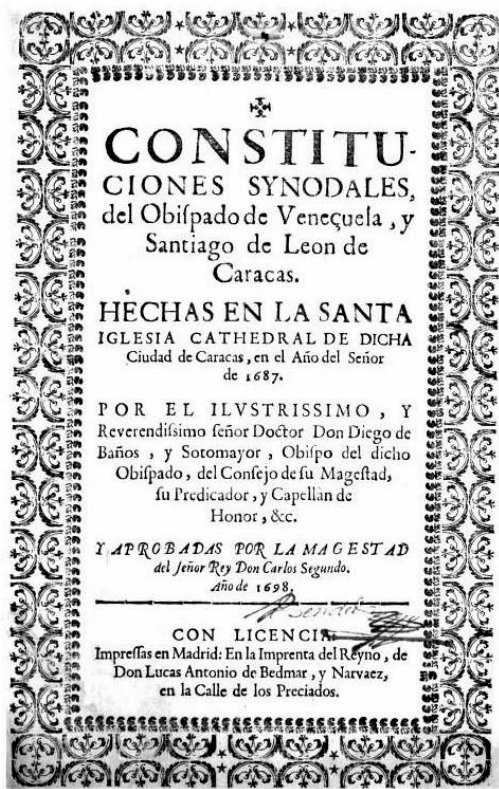 CONSTITU-
CIONES SYNODALES,
del Obiſpado de Veneçuela, y
Santiago de Leon de
Caracas.
HECHAS EN LA SANTA
IGLESIA CATHEDRAL DE DICHA
Ciudad de Caracas, en el Año del Señor
de 1687.
POR EL ILVSTRISSIMO, Y
Reverendiſsimo ſeñor Doctor Don Diego de
Baños, y Sotomayor, Obiſpo del dicho
Obiſpado, del Conſejo de ſu Mageſtad,
ſu Predicador, y Capellan de
Honor, &c.
Y APROBADAS POR LA MAGESTAD
del ſeñor Rey Don Carlos Segundo.
Año de 1698.
CON LICENCIA:
Impreſſas en Madrid: En la Imprenta del Reyno, de
Don Lucas Antonio de Bedmar, y Narvaez,
en la Calle de los Preciados.